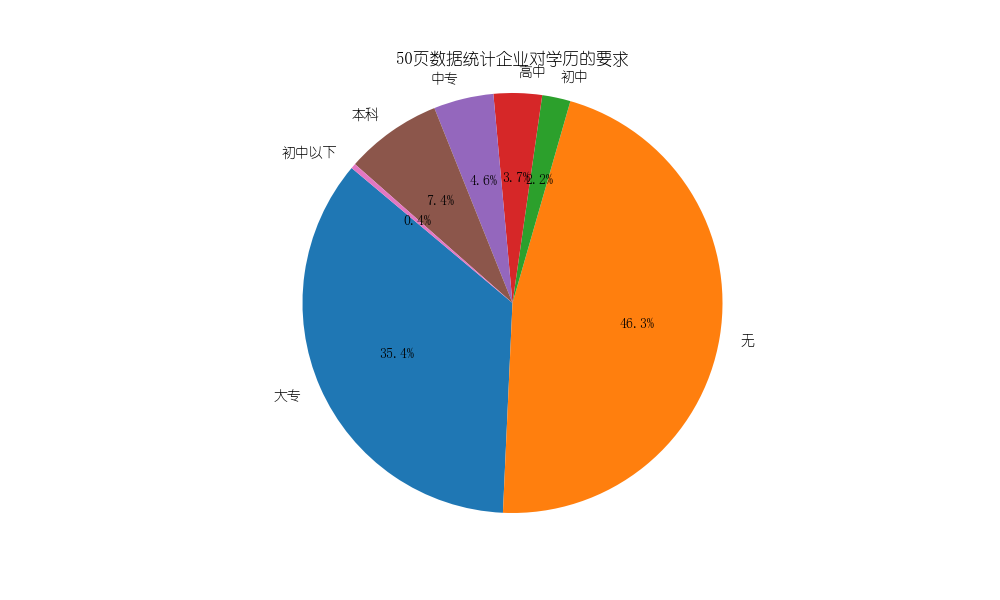 50页数据统计企业对学历的要求
高中
初中
中专
本科
初中以下
3.7%
2.2%
4.6%
7.4%
0.4%
46.3%
无
35.4%
大专